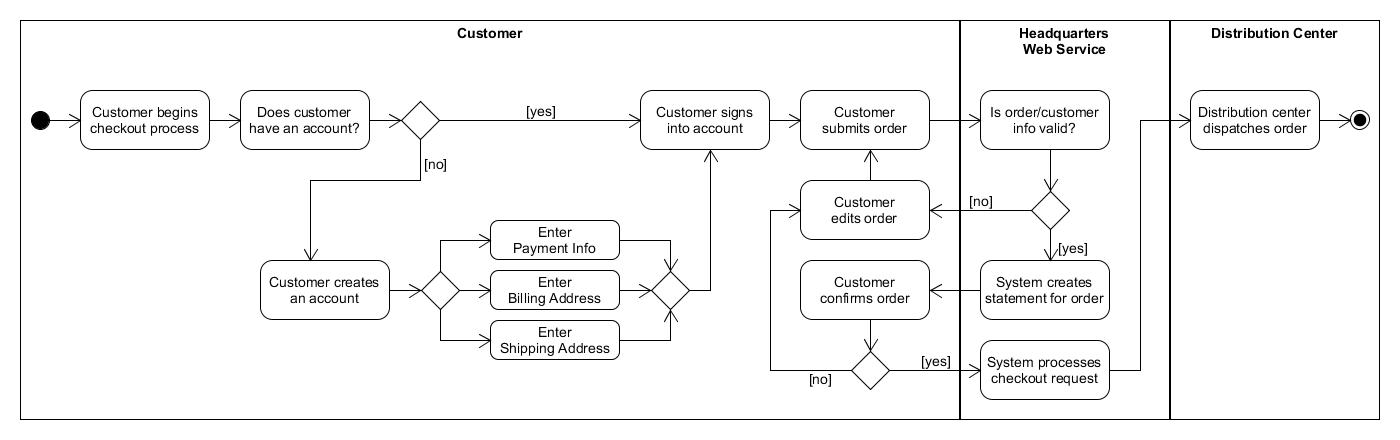 Customer
Headquarters
Web Service
Distribution Center
Customer begins
checkout process
Does customer
have an account?
[yes]
[no]
Customer signs
into account
Customer
submits order
Is order/customer
info valid?
Distribution center
dispatches order
Customer
edits order
[no]
[yes]
Enter
Payment Info
Customer creates
an account
Enter
Billing Address
Enter
Shipping Address
Customer
confirms order
System creates
statement for order
[no]
[yes]
System processes
checkout request